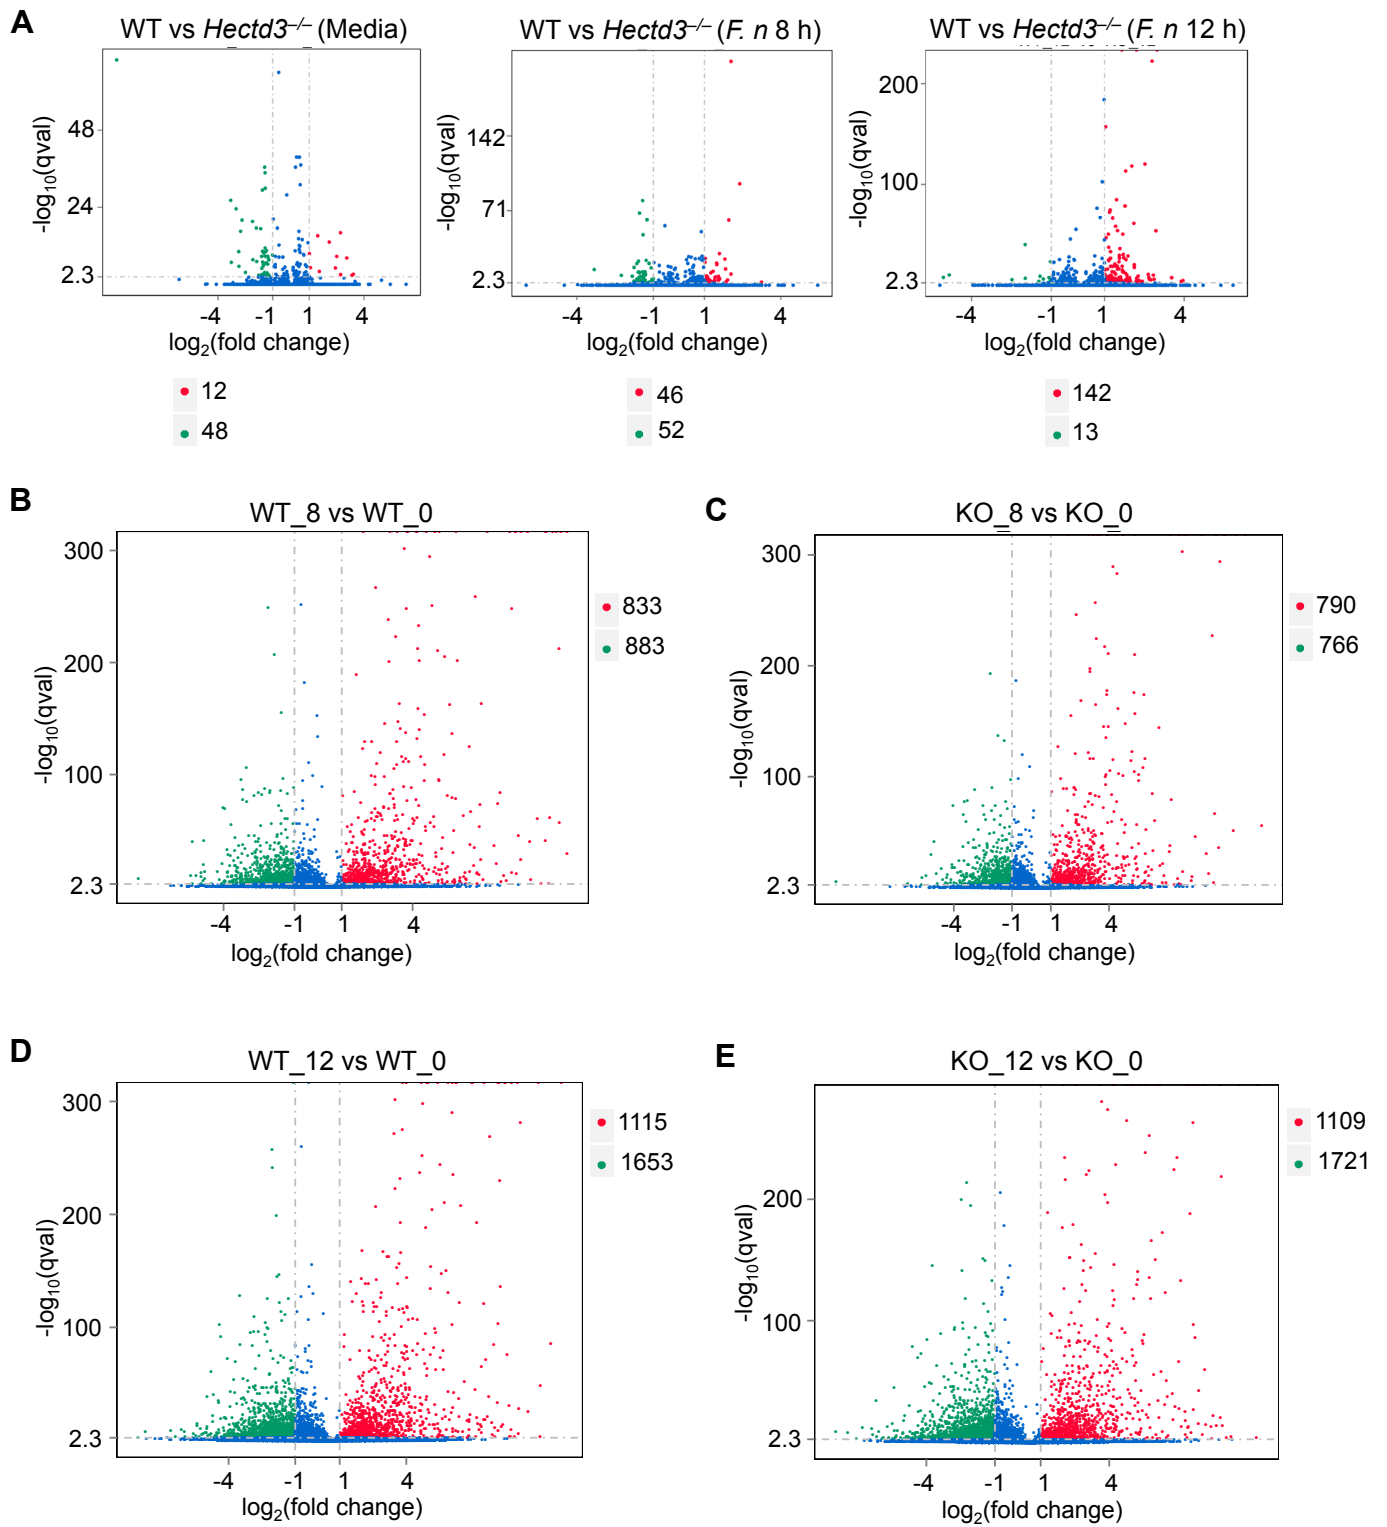 A
WT vs Hectd3–/– (Media)
WT vs Hectd3–/– (F. n 8 h)
WT vs Hectd3–/– (F. n 12 h)
-log10(qval)
48
24
2.3
-4 -1 1 4
log2(fold change)
12
48
-log10(qval)
142
71
2.3
-4 -1 1 4
log2(fold change)
46
52
-log10(qval)
200
100
2.3
-4 -1 1 4
log2(fold change)
142
13
B
WT_8 vs WT_0
-log10(qval)
300
200
100
2.3
-4 -1 1 4
log2(fold change)
833
883
C
KO_8 vs KO_0
-log10(qval)
300
200
100
2.3
-4 -1 1 4
log2(fold change)
790
766
D
WT_12 vs WT_0
-log10(qval)
300
200
100
2.3
-4 -1 1 4
log2(fold change)
1115
1653
E
KO_12 vs KO_0
-log10(qval)
200
100
2.3
-4 -1 1 4
log2(fold change)
1109
1721